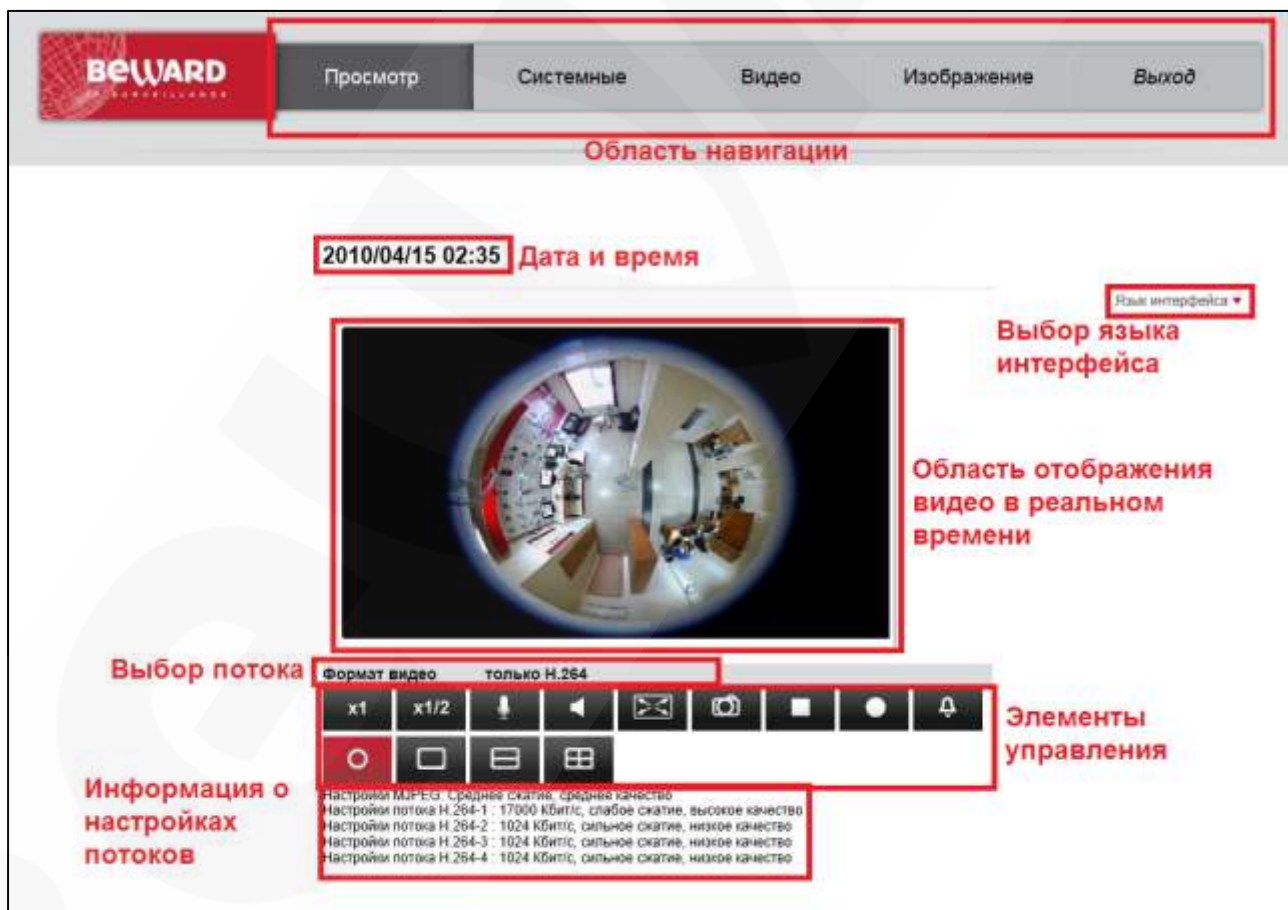 BEWARD
IP SURVEILLANCE
Просмотр
Системные
Видео
Изображение
Выход
Область навигации
2010/04/15 02:35
Дата и время
Язык интерфейса
Выбор языка
интерфейса
Область отображения
видео в реальном
времени
Выбор потока
Формат видео только H.264
x1
x1/2
Элементы
управления
Информация о
настройках
потоков
Настройки MJPEG: Среднее сжатие, среднее качество
Настройки потока H.264-1 : 17000 Кбит/с, слабое сжатие, высокое качество
Настройки потока H.264-2 : 1024 Кбит/с, сильное сжатие, низкое качество
Настройки потока H.264-3 : 1024 Кбит/с, сильное сжатие, низкое качество
Настройки потока H.264-4 : 1024 Кбит/с, сильное сжатие, низкое качество